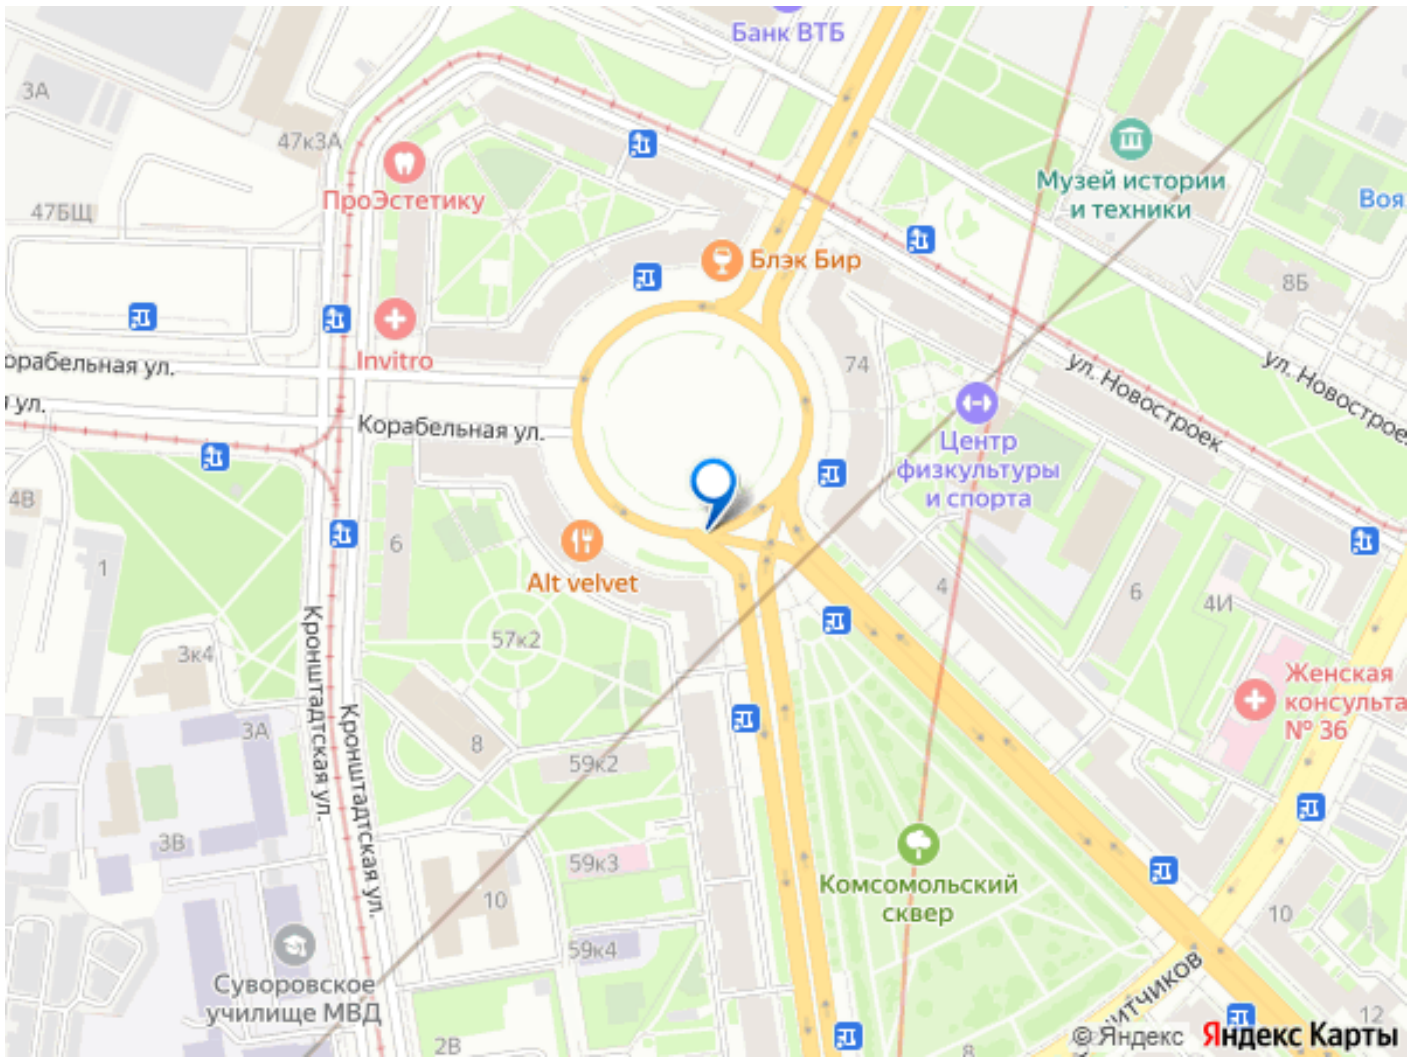 Банк ВТБ
3А
47к3А
Музей истории
и техники
ПроЭстетику
Воя
47БЩ
Блэк Бир
8Б
Invitro
орабельная ул.
74
ул. Новостроек
ул. Новостроек
ул.
Корабельная ул.
Центр
физкультуры
и спорта
4В
6
1
Alt velvet
4
6
4И
57к2
Кронштадтская ул.
3к4
Женская
консульта
№ 36
Кронштадтская ул.
3А
8
59к2
3В
59к3
Комсомольский
сквер
10
10
59к4
Суворовское
училище МВД
итчиков
12
2В
8
© Яндекс Яндекс Карты